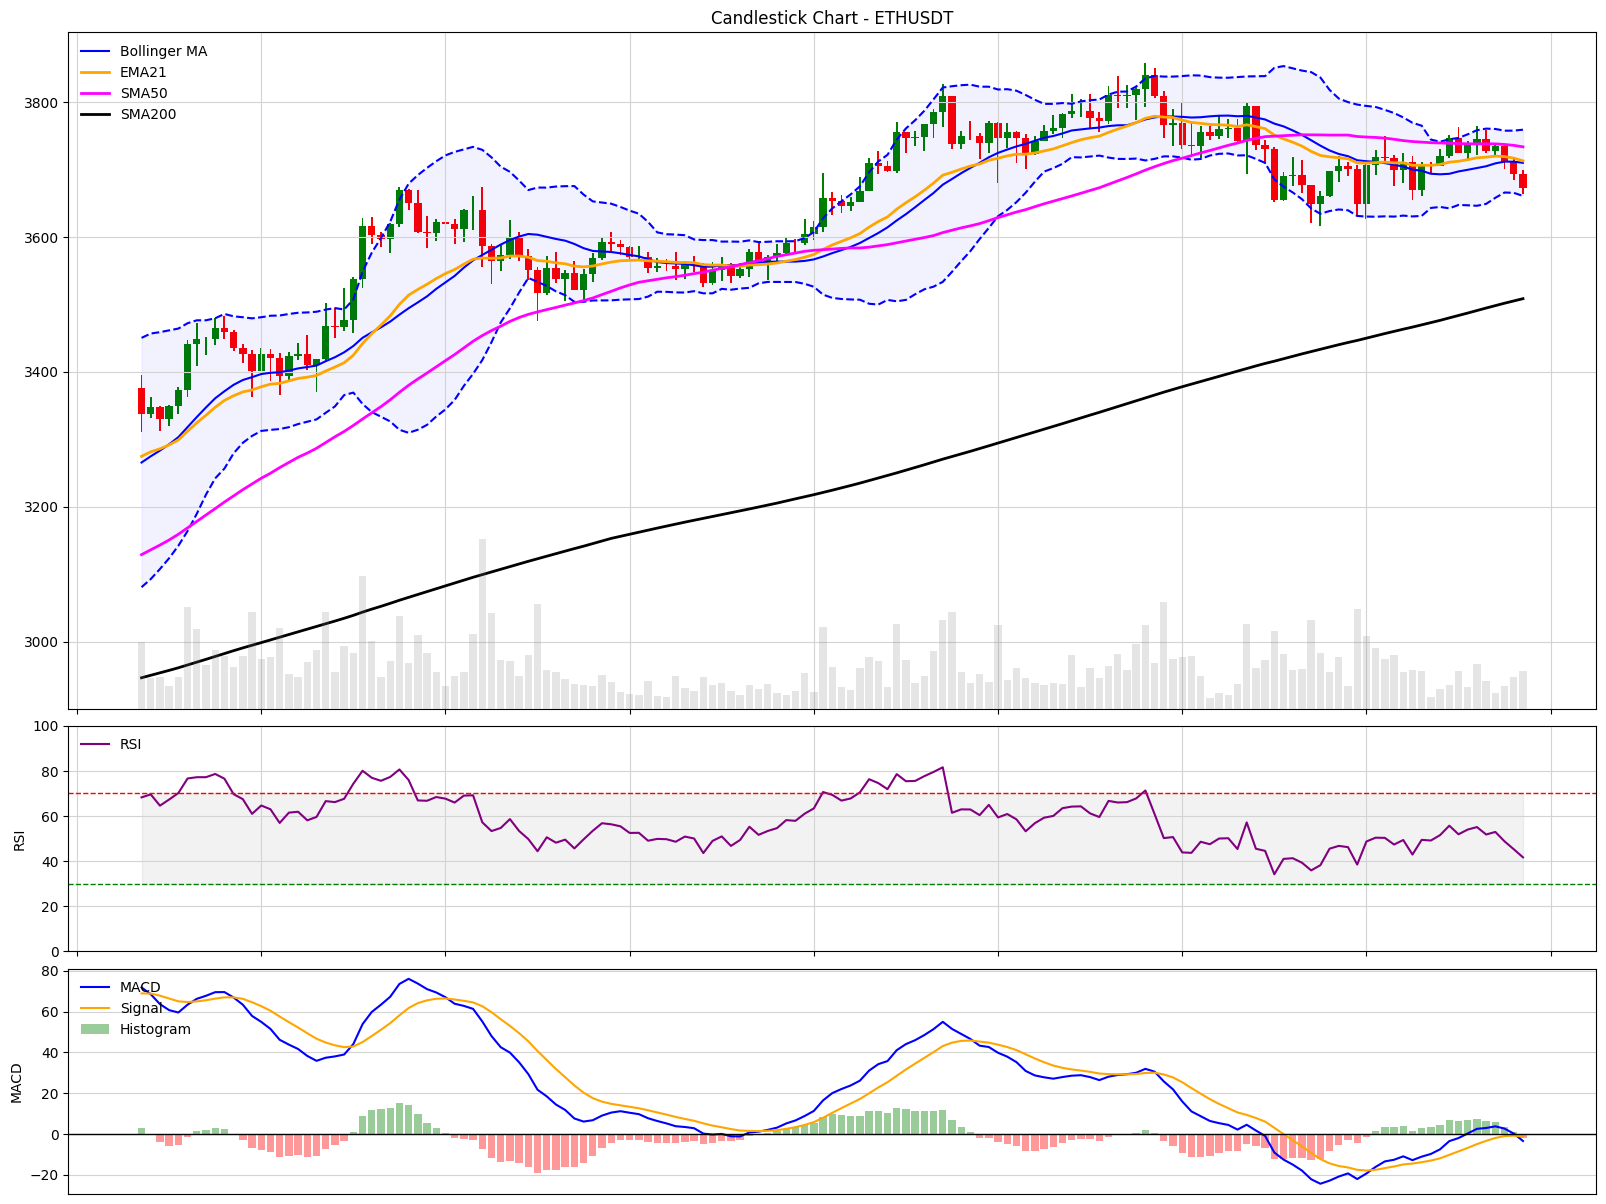 Candlestick Chart - ETHUSDT
Bollinger MA
EMA21
SMA50
SMA200
3800
3600
3400
3200
3000
100
80
60
40
20
0
RSI
RSI
80
60
40
20
0
−20
MACD
MACD
Signal
Histogram